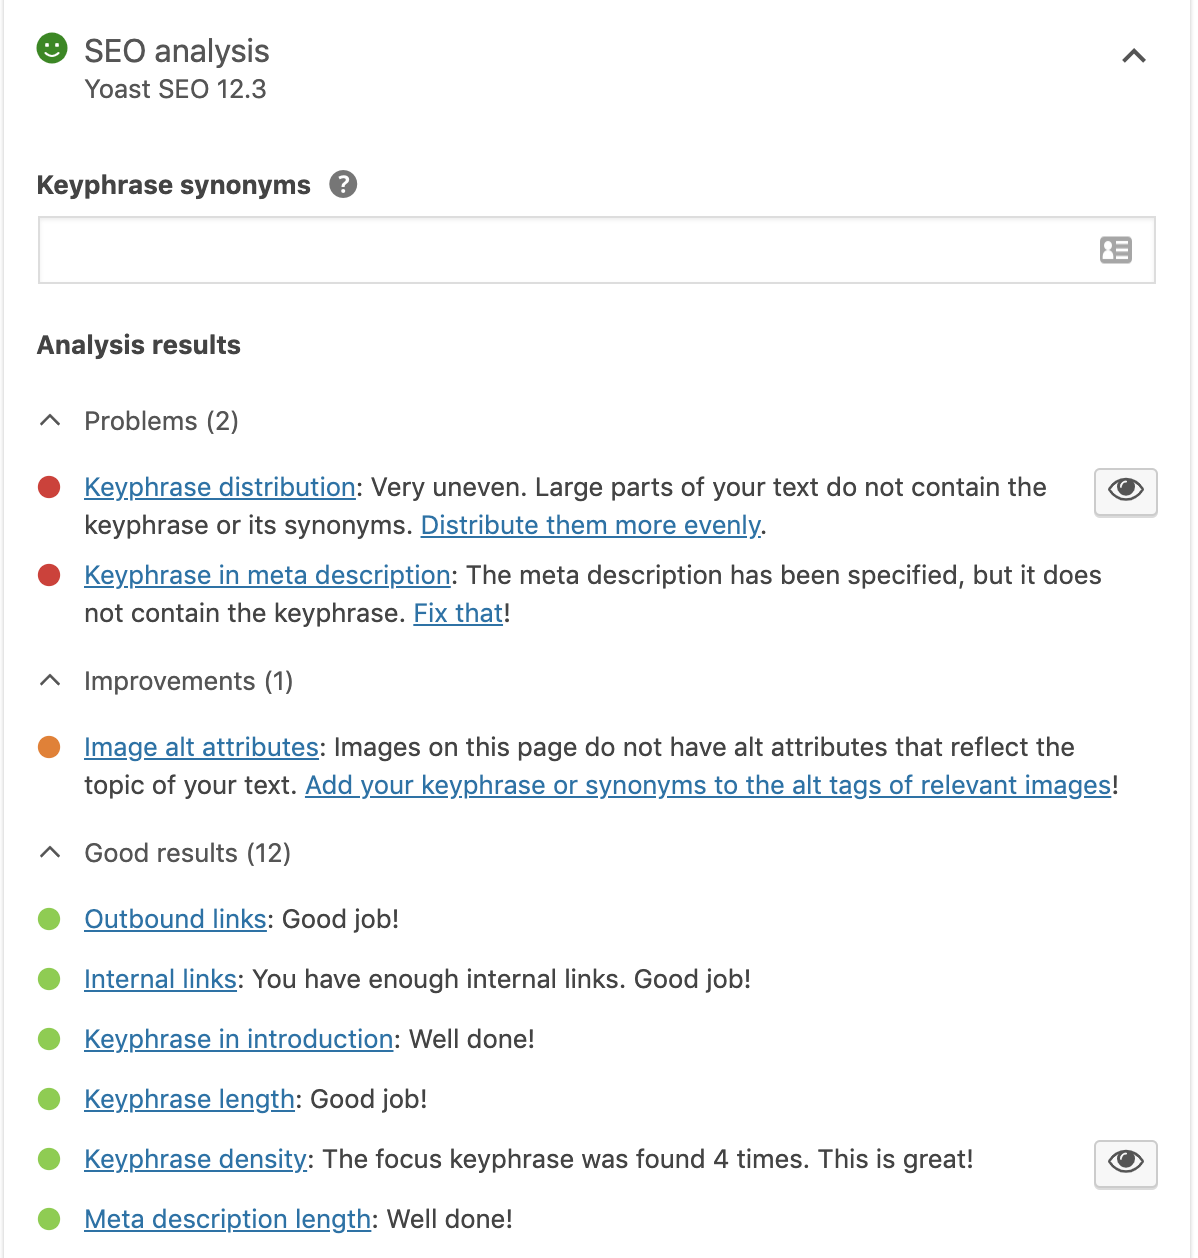 SEO analysis
Yoast SEO 12.3
Keyphrase synonyms ?
Analysis results
Problems (2)
Keyphrase distribution: Very uneven. Large parts of your text do not contain the
keyphrase or its synonyms. Distribute them more evenly.
Keyphrase in meta description: The meta description has been specified, but it does
not contain the keyphrase. Fix that!
Improvements (1)
Image alt attributes: Images on this page do not have alt attributes that reflect the
topic of your text. Add your keyphrase or synonyms to the alt tags of relevant images!
Good results (12)
Outbound links: Good job!
Internal links: You have enough internal links. Good job!
Keyphrase in introduction: Well done!
Keyphrase length: Good job!
Keyphrase density: The focus keyphrase was found 4 times. This is great!
Meta description length: Well done!